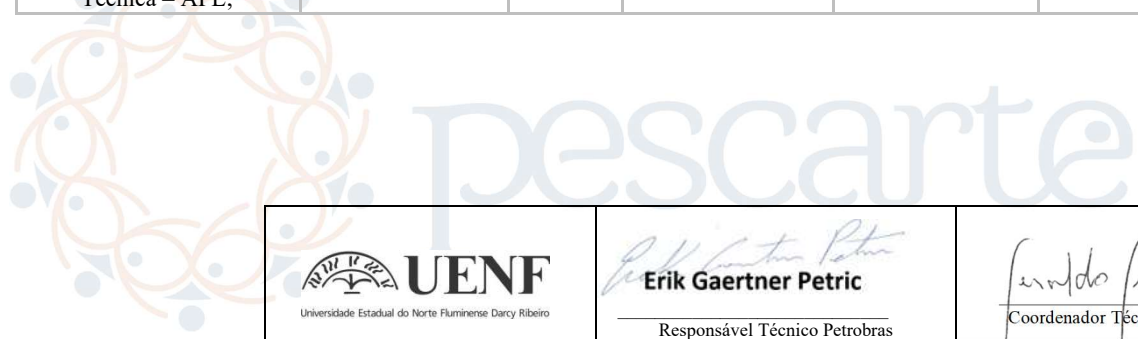 Técnica – APE;
pescarte
UENF
Universidade Estadual do Norte Fluminense Darcy Ribeiro
Erik Gaertner Petric
Responsável Técnico Petrobras
Coordenador Téc